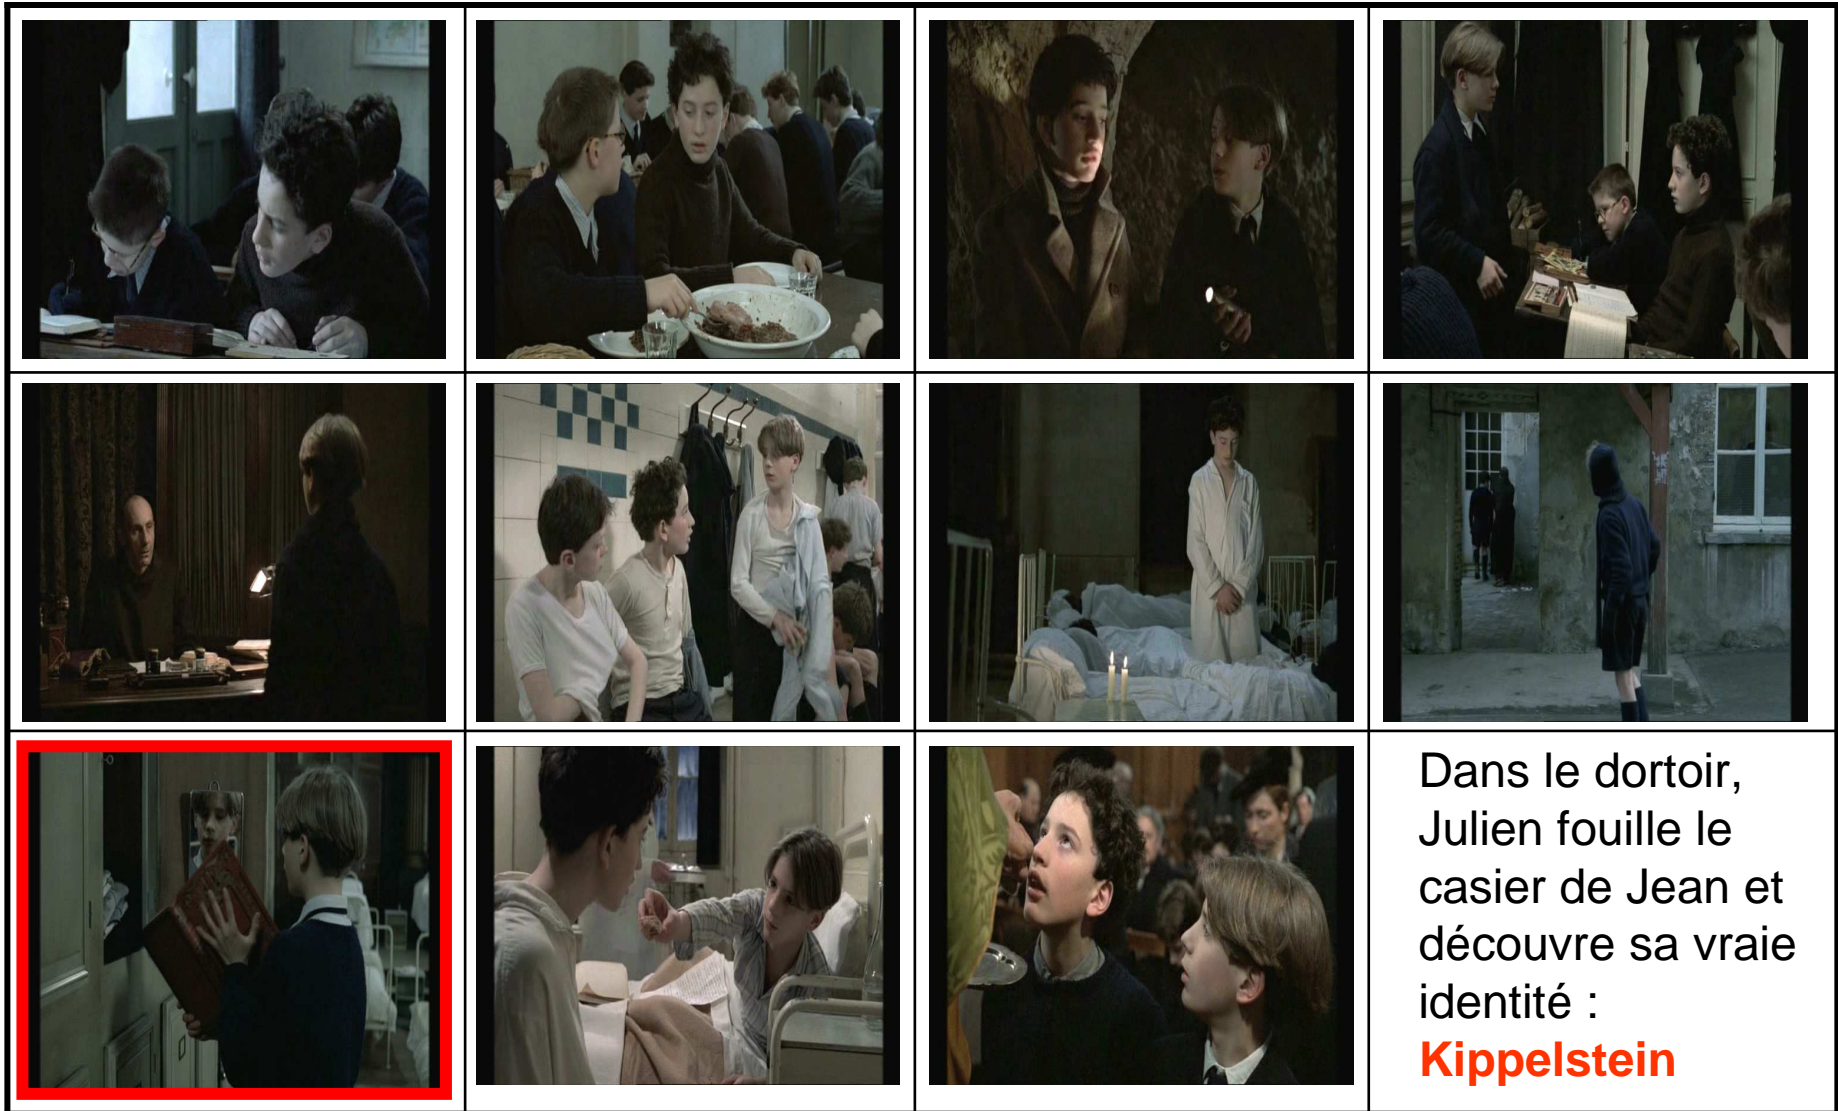 Dans le dortoir,
Julien fouille le
casier de Jean et
découvre sa vraie
identité :
Kippelstein